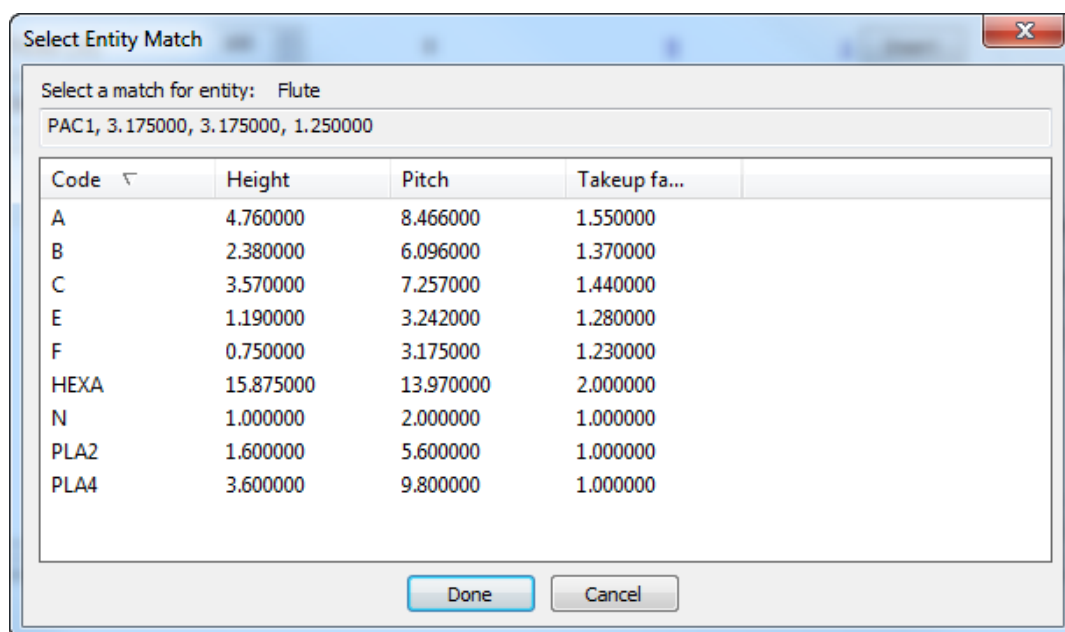 Select Entity Match
Select a match for entity: Flute
PAC1, 3.175000, 3.175000, 1.250000
Code Height Pitch Takeup fa...
A 4.760000 8.466000 1.550000
B 2.380000 6.096000 1.370000
C 3.570000 7.257000 1.440000
E 1.190000 3.242000 1.280000
F 0.750000 3.175000 1.230000
HEXA 15.875000 13.970000 2.000000
N 1.000000 2.000000 1.000000
PLA2 1.600000 5.600000 1.000000
PLA4 3.600000 9.800000 1.000000
Done Cancel